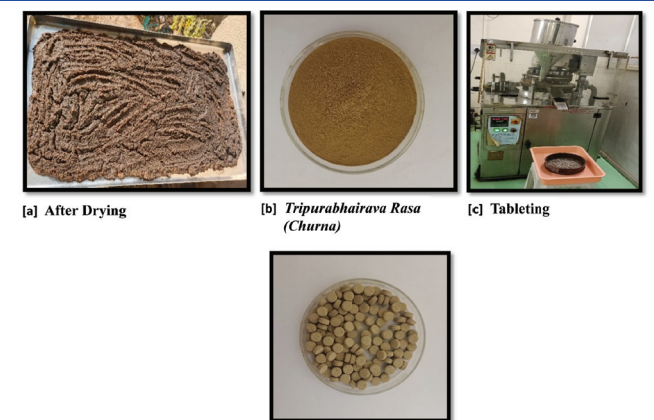 [a] After Drying
[b] Tripurabhairava Rasa
(Churna)
[c] Tableting